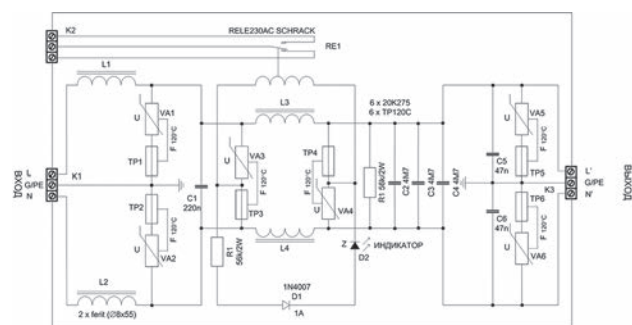 K2
RELE230AC SCHRACK
RE1
L1
L3
6 x 20K275
6 x TP120C
U
VA1
F 120°C
TP1
U
VA3
F 120°C
TP3
TP4
F 120°C
U
VA4
VA5
U
F 120°C
TP5
ВХОД
L
G/PE
N
K1
C1
220n
R1 56k/2W
C2 4M7
C3 4M7
C4 4M7
C5
47n
L'
G/PE
N'
K3
ВЫХОД
TP2
F 120°C
U
VA2
C6
47n
TP6
F 120°C
U
VA6
R1
56k/2W
L4
Z
D2
ИНДИКАТОР
L2
2 x ferit (∅8x55)
1N4007
D1
1A